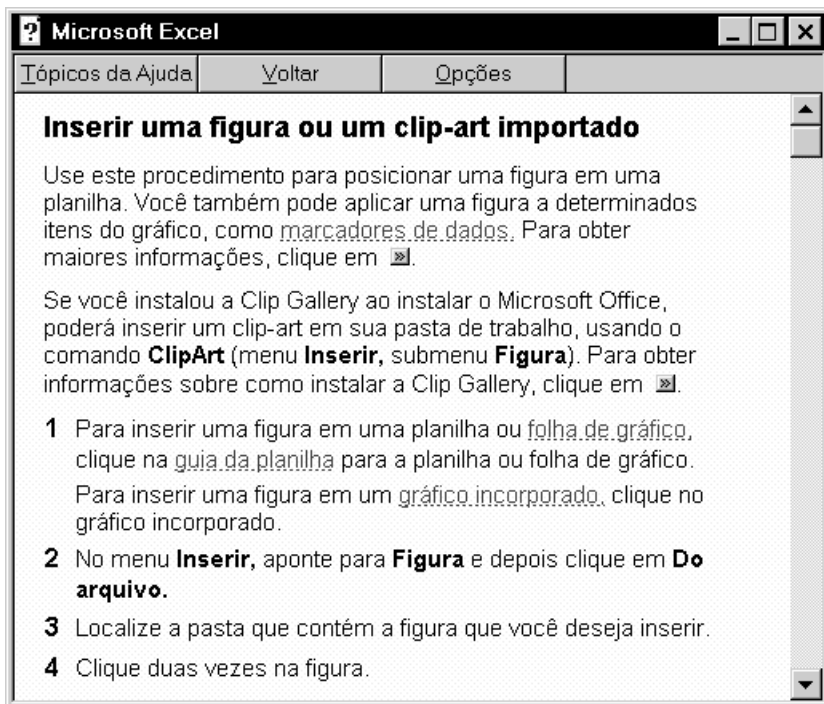 Microsoft Excel
Tópicos da Ajuda Voltar Opções
Inserir uma figura ou um clip-art importado
Use este procedimento para posicionar uma figura em uma
planilha. Você também pode aplicar uma figura a determinados
itens do gráfico, como marcadores de dados. Para obter
maiores informações, clique em .
Se você instalou a Clip Gallery ao instalar o Microsoft Office,
poderá inserir um clip-art em sua pasta de trabalho, usando o
comando ClipArt (menu Inserir, submenu Figura). Para obter
informações sobre como instalar a Clip Gallery, clique em .
1 Para inserir uma figura em uma planilha ou folha de gráfico,
clique na guia da planilha para a planilha ou folha de gráfico.
Para inserir uma figura em um gráfico incorporado, clique no
gráfico incorporado.
2 No menu Inserir, aponte para Figura e depois clique em Do
arquivo.
3 Localize a pasta que contém a figura que você deseja inserir.
4 Clique duas vezes na figura.